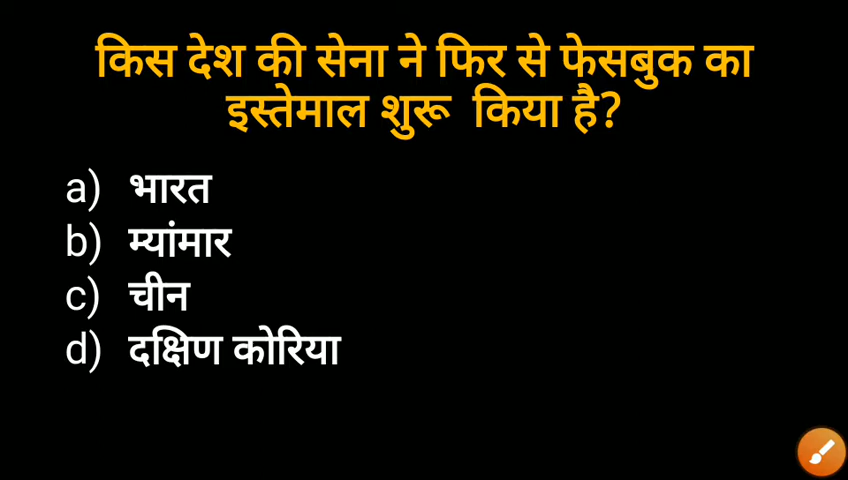 किस देश की सेना ने फिर से फेसबुक का
इस्तेमाल शुरू किया है?
a) भारत
b) म्यांमार
c) चीन
d) दक्षिण कोरिया